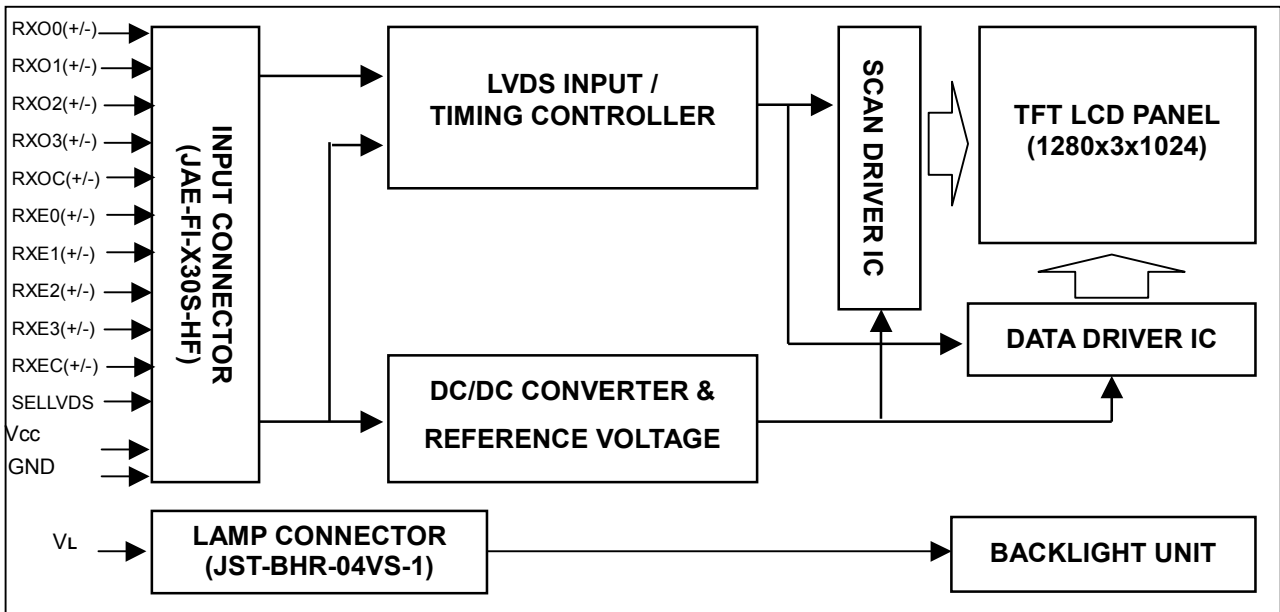 RXO0(+/-)
RXO1(+/-)
RXO2(+/-)
RXO3(+/-)
RXOC(+/-)
RXE0(+/-)
RXE1(+/-)
RXE2(+/-)
RXE3(+/-)
RXEC(+/-)
SELLVDS
Vcc
GND
INPUT CONNECTOR
(JAE-FI-X30S-HF)
LVDS INPUT /
TIMING CONTROLLER
SCAN DRIVER IC
TFT LCD PANEL
(1280x3x1024)
DATA DRIVER IC
DC/DC CONVERTER &
REFERENCE VOLTAGE
VL
LAMP CONNECTOR
(JST-BHR-04VS-1)
BACKLIGHT UNIT